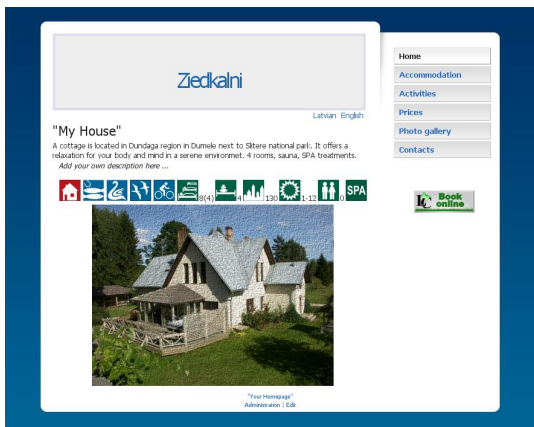 Ziedkalni
Latvian English
"My House"
A cottage is located in Dundaga region in Dumele next to Slitere national park. It offers a
relaxation for your body and mind in a serene environmet. 4 rooms, sauna, SPA treatments.
Add your own description here ...
8(4) 4 130 1-12 0 SPA
"Your Homepage"
Administration | Edit
Home
Accommodation
Activities
Prices
Photo gallery
Contacts
LC Book
online